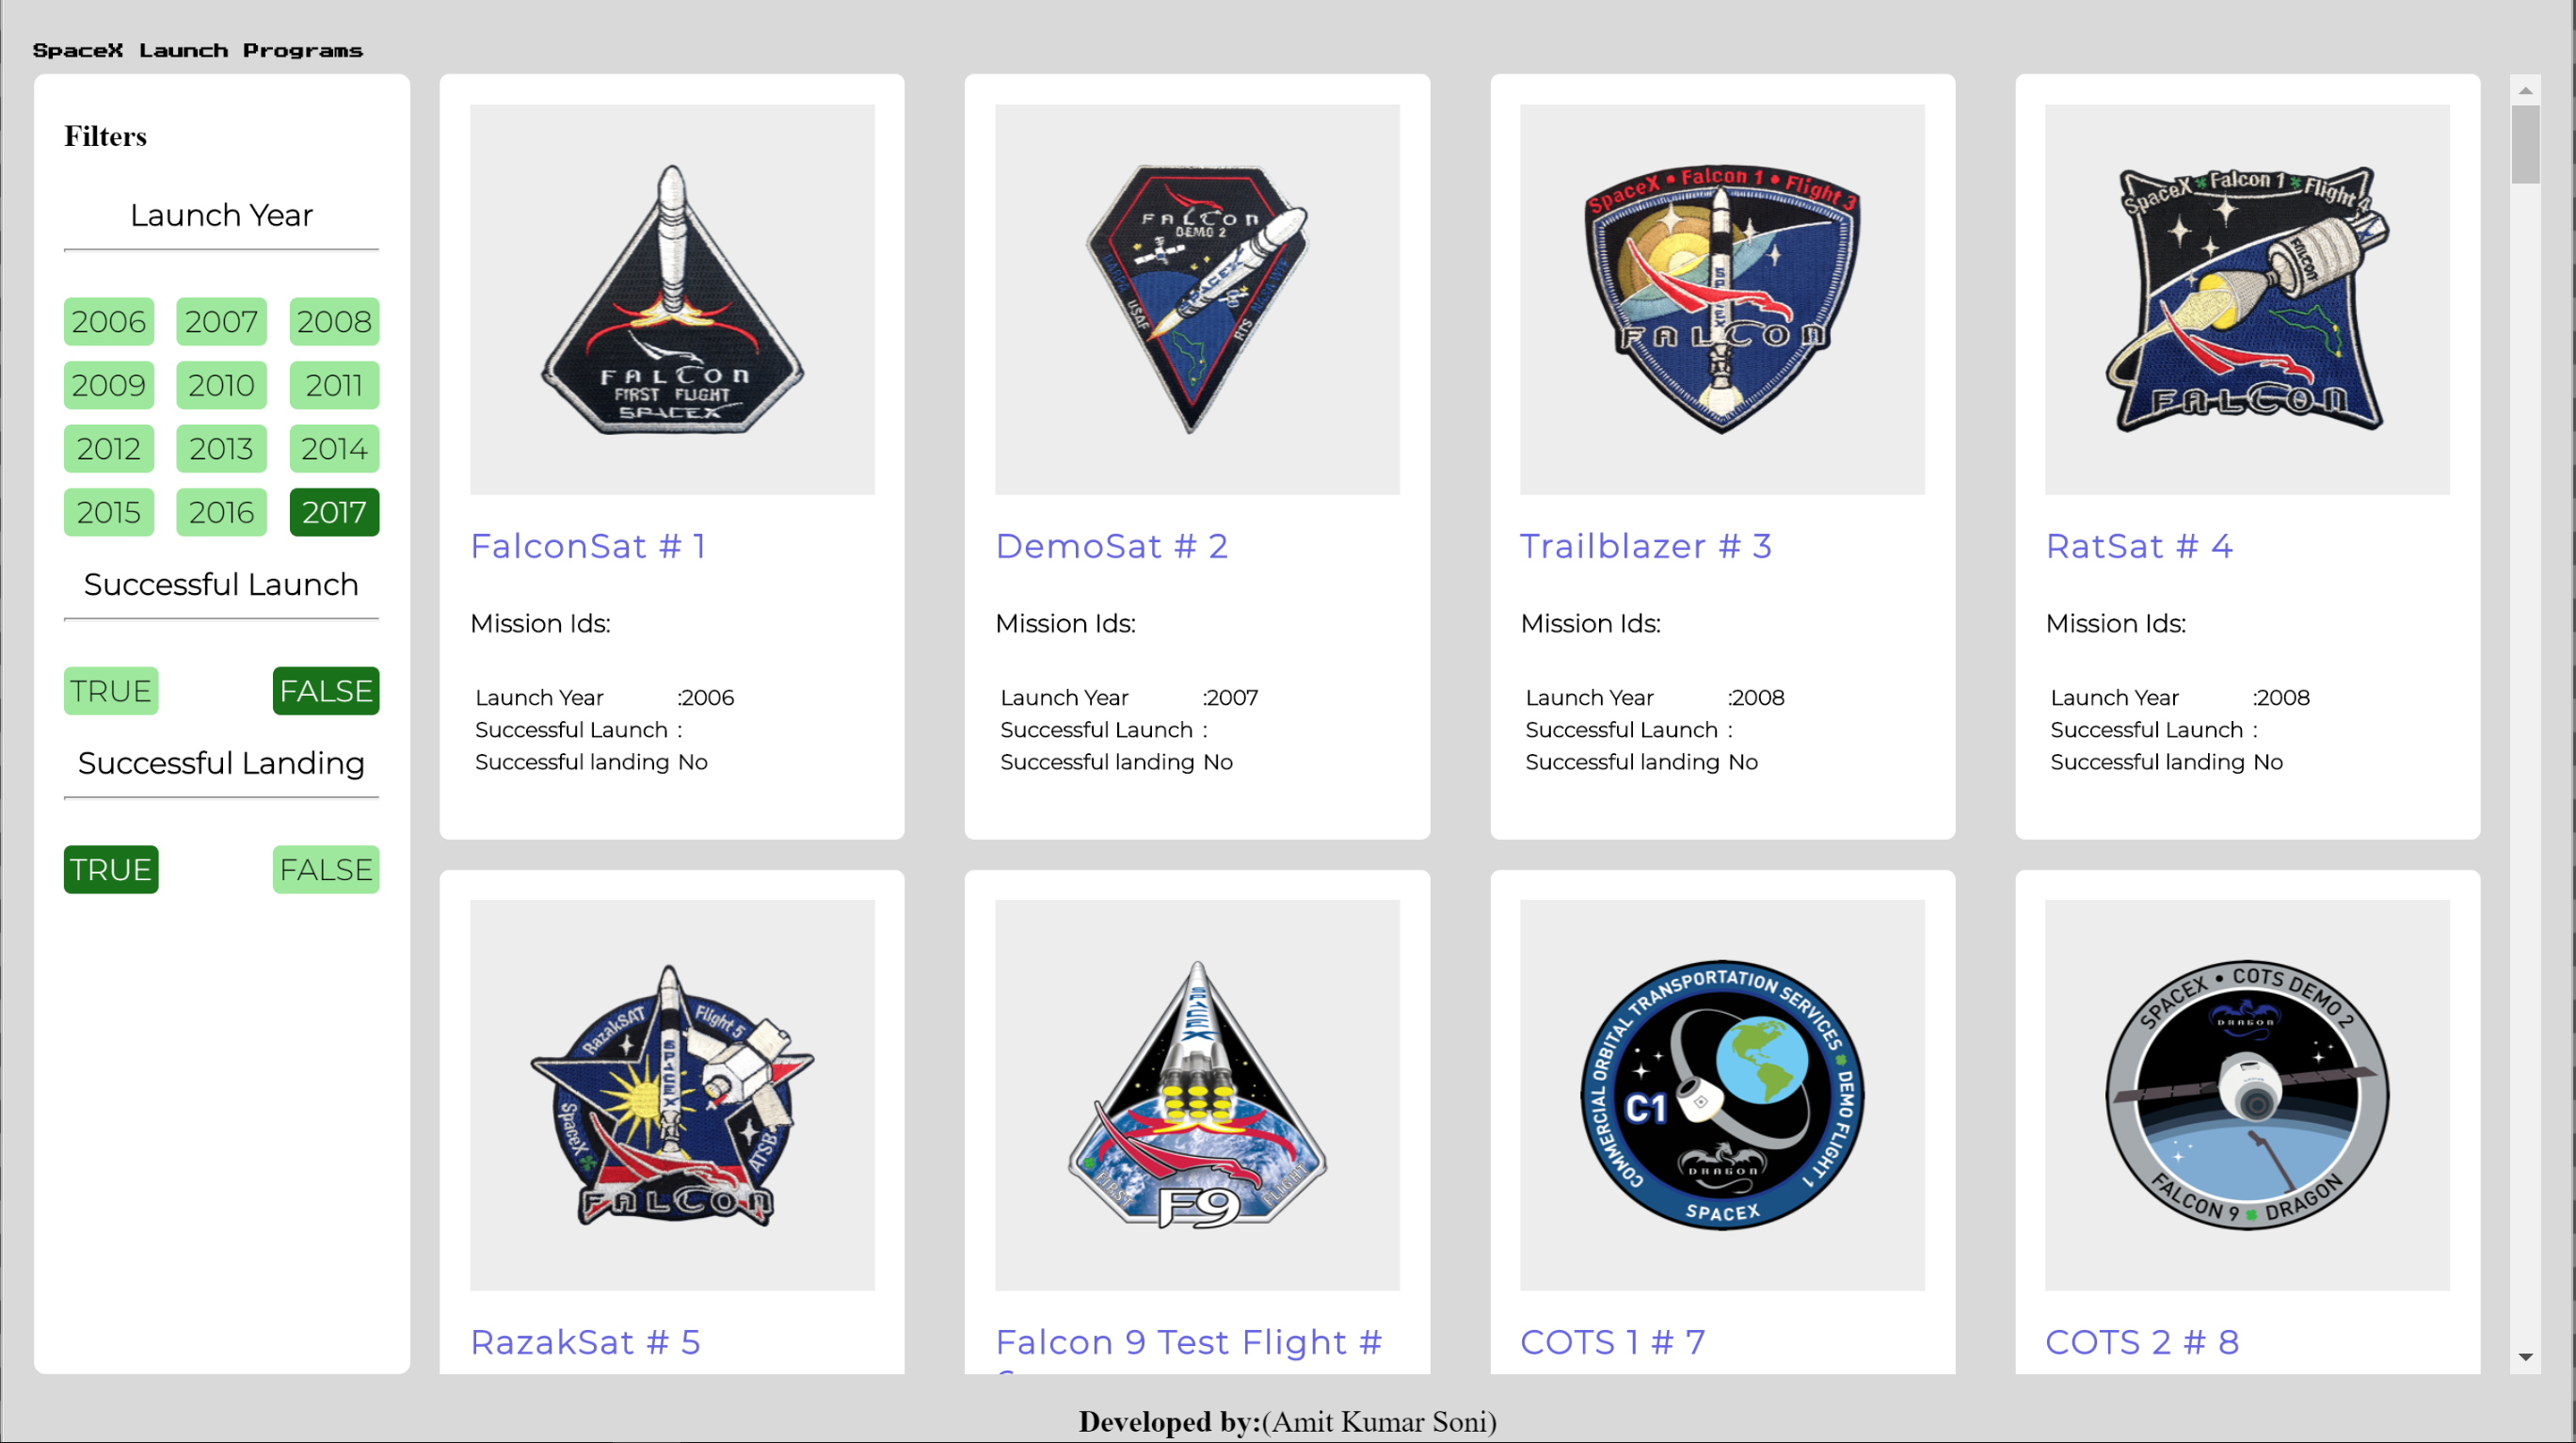 SpaceX Launch Programs
Filters
Launch Year
2006 2007 2008
2009 2010 2011
2012 2013 2014
2015 2016 2017
Successful Launch
TRUE FALSE
Successful Landing
TRUE FALSE
FALCON
FIRST FLIGHT
SPACEX
FalconSat # 1
Mission Ids:
Launch Year :2006
Successful Launch :
Successful landing No
FALCON
DEMO 2
SPACEX
DARPA USAF
RTS
DemoSat # 2
Mission Ids:
Launch Year :2007
Successful Launch :
Successful landing No
SpaceX • Falcon 1 • Flight 3
SPACEX
FALCON
Trailblazer # 3
Mission Ids:
Launch Year :2008
Successful Launch :
Successful landing No
SpaceX Falcon 1 Flight 4
FALCON
FALCON
RatSat # 4
Mission Ids:
Launch Year :2008
Successful Launch :
Successful landing No
RazakSAT Flight 5
SPACEX
SpaceX
ATSB
FALCON
RazakSat # 5
SPACEX
FIRST FLIGHT
F9
Falcon 9 Test Flight #
COMMERCIAL ORBITAL TRANSPORTATION SERVICES DEMO FLIGHT 1
C1
DRAGON
SPACEX
COTS 1 # 7
SPACEX • COTS DEMO 2
DRAGON
FALCON 9 DRAGON
COTS 2 # 8
Developed by:(Amit Kumar Soni)